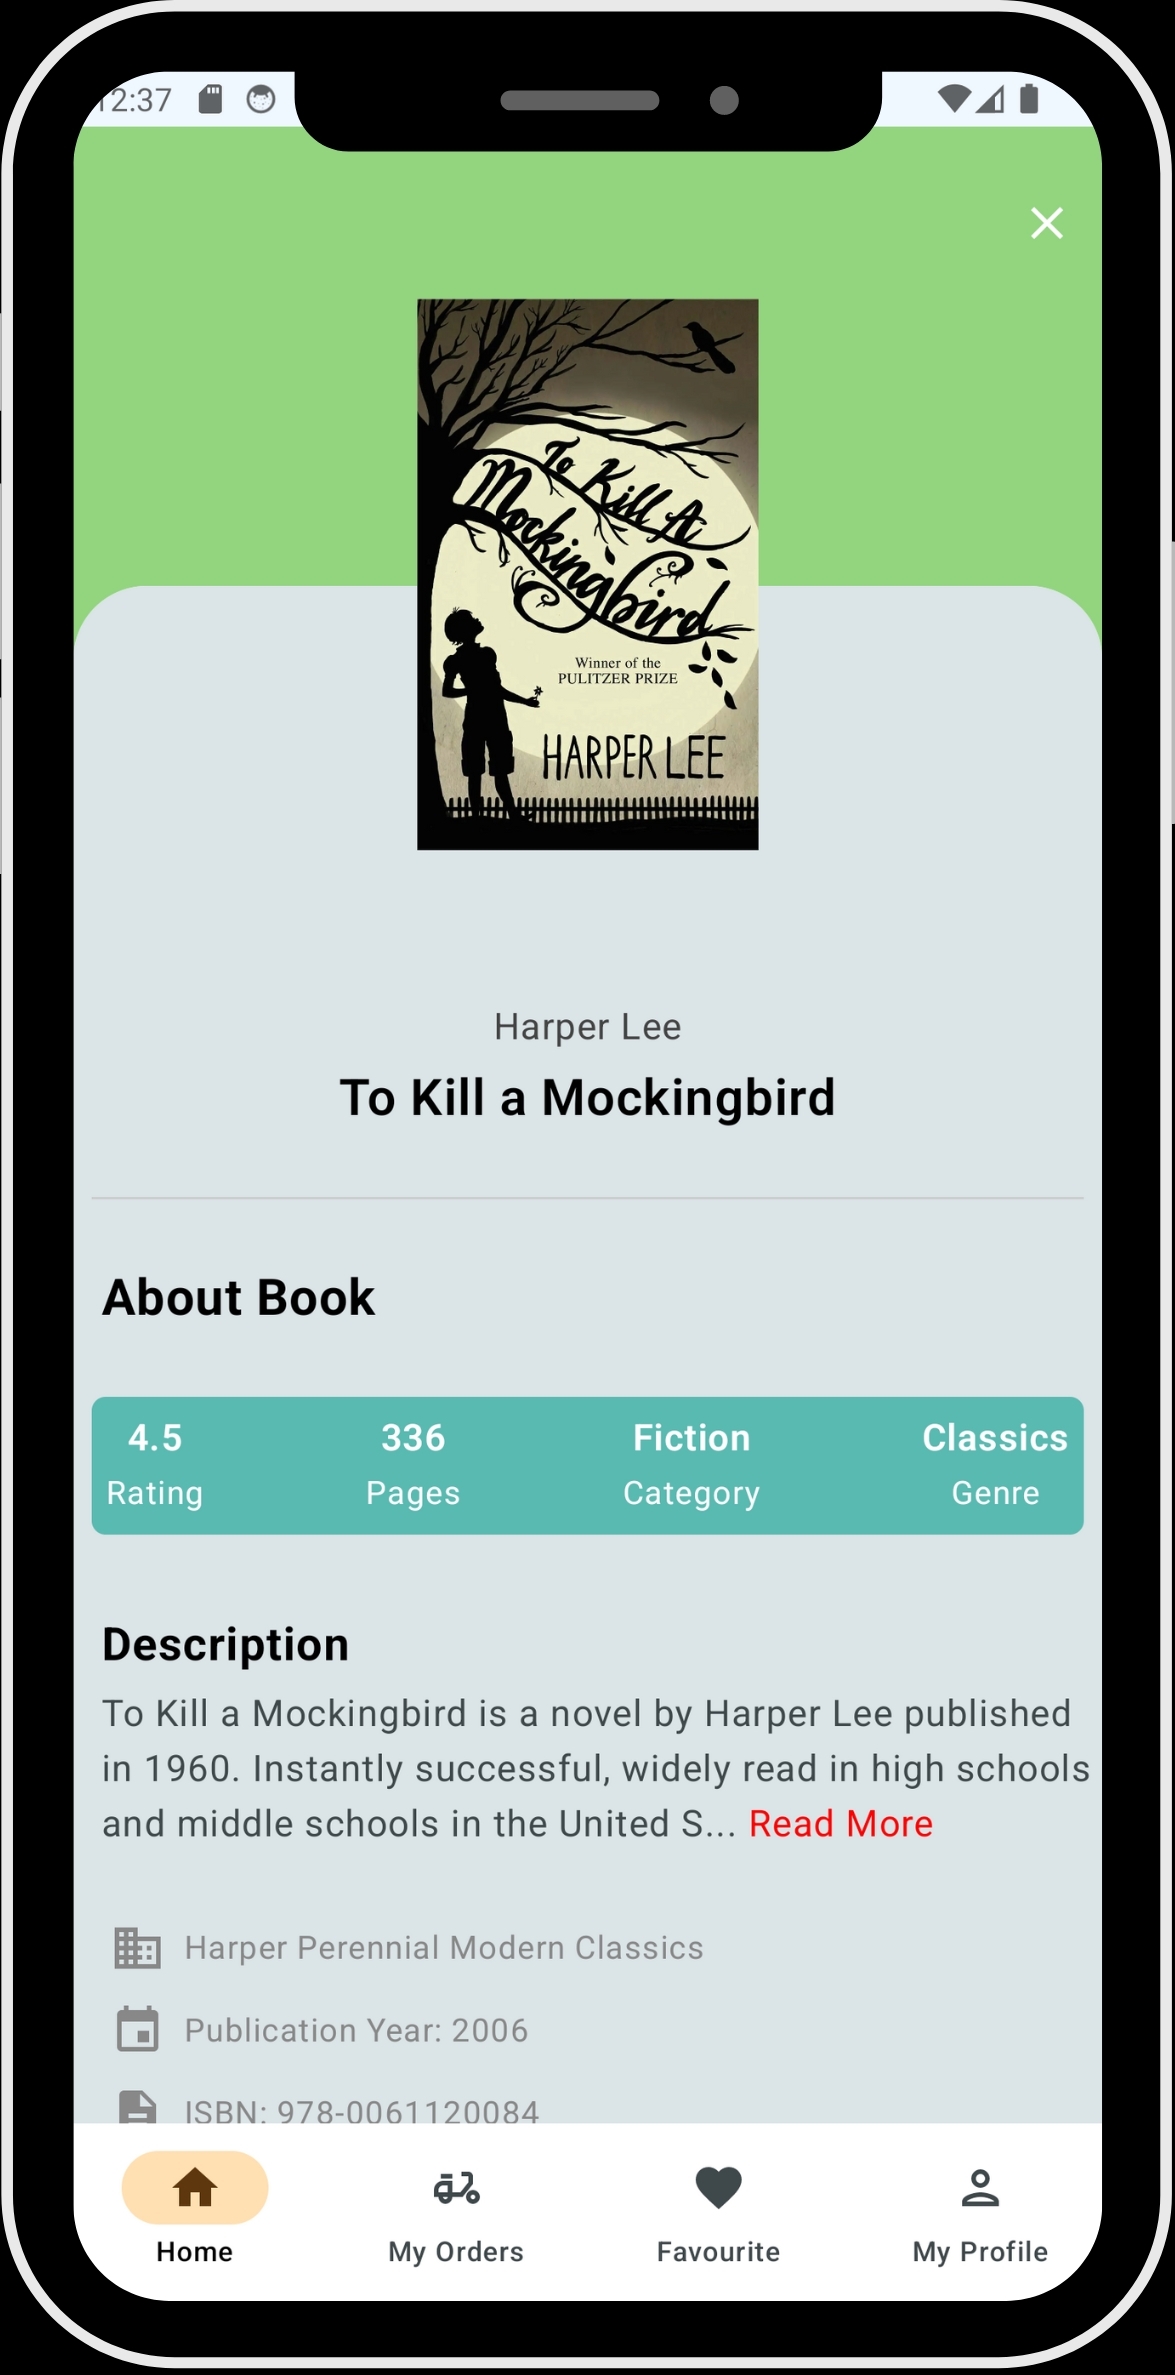 12:37
To Kill A
Mockingbird
Winner of the
PULITZER PRIZE
HARPER LEE
Harper Lee
To Kill a Mockingbird
About Book
4.5 336 Fiction Classics
Rating Pages Category Genre
Description
To Kill a Mockingbird is a novel by Harper Lee published
in 1960. Instantly successful, widely read in high schools
and middle schools in the United S... Read More
Harper Perennial Modern Classics
Publication Year: 2006
ISBN: 978-0061120084
Home My Orders Favourite My Profile